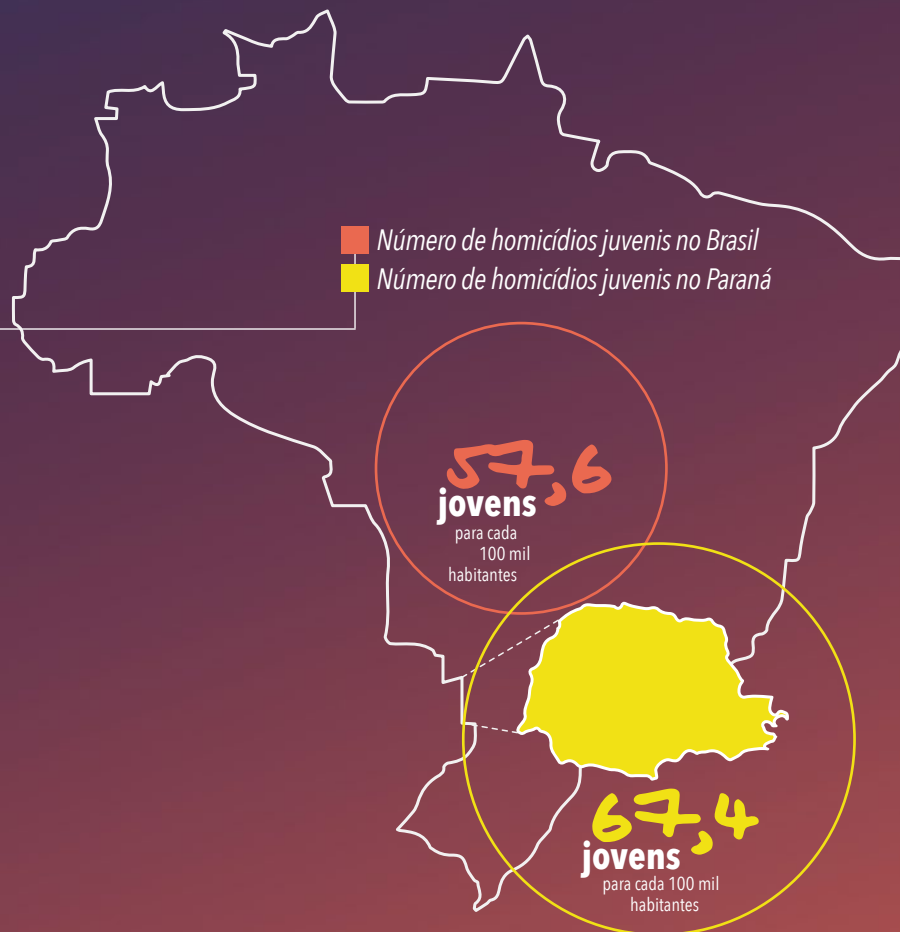 Número de homicídios juvenis no Brasil
Número de homicídios juvenis no Paraná
57,6
jovens
para cada
100 mil
habitantes
67,4
jovens
para cada 100 mil
habitantes